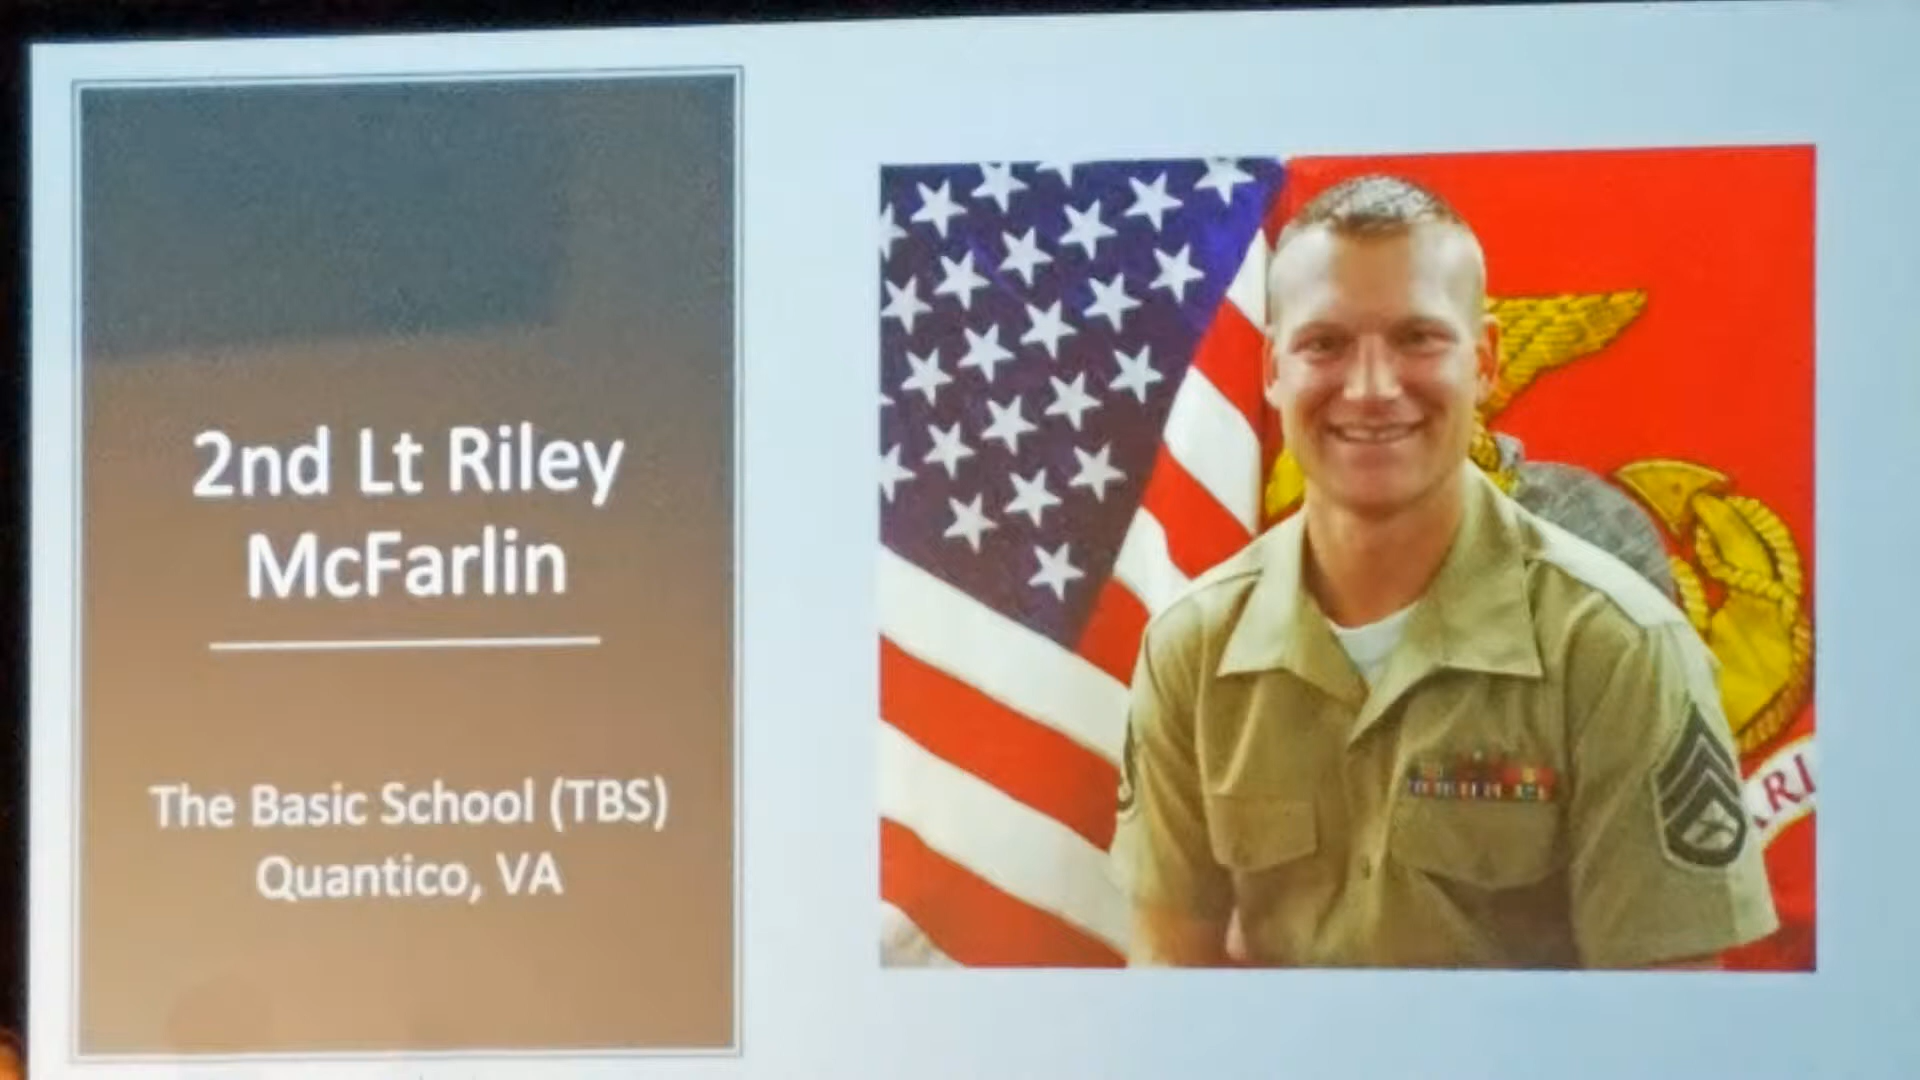 2nd Lt Riley
McFarlin
The Basic School (TBS)
Quantico, VA